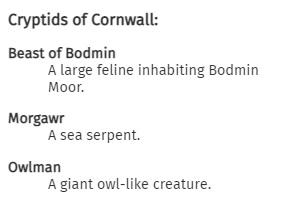 Cryptids of Cornwall:
Beast of Bodmin
A large feline inhabiting Bodmin
Moor.
Morgawr
A sea serpent.
Owlman
A giant owl-like creature.